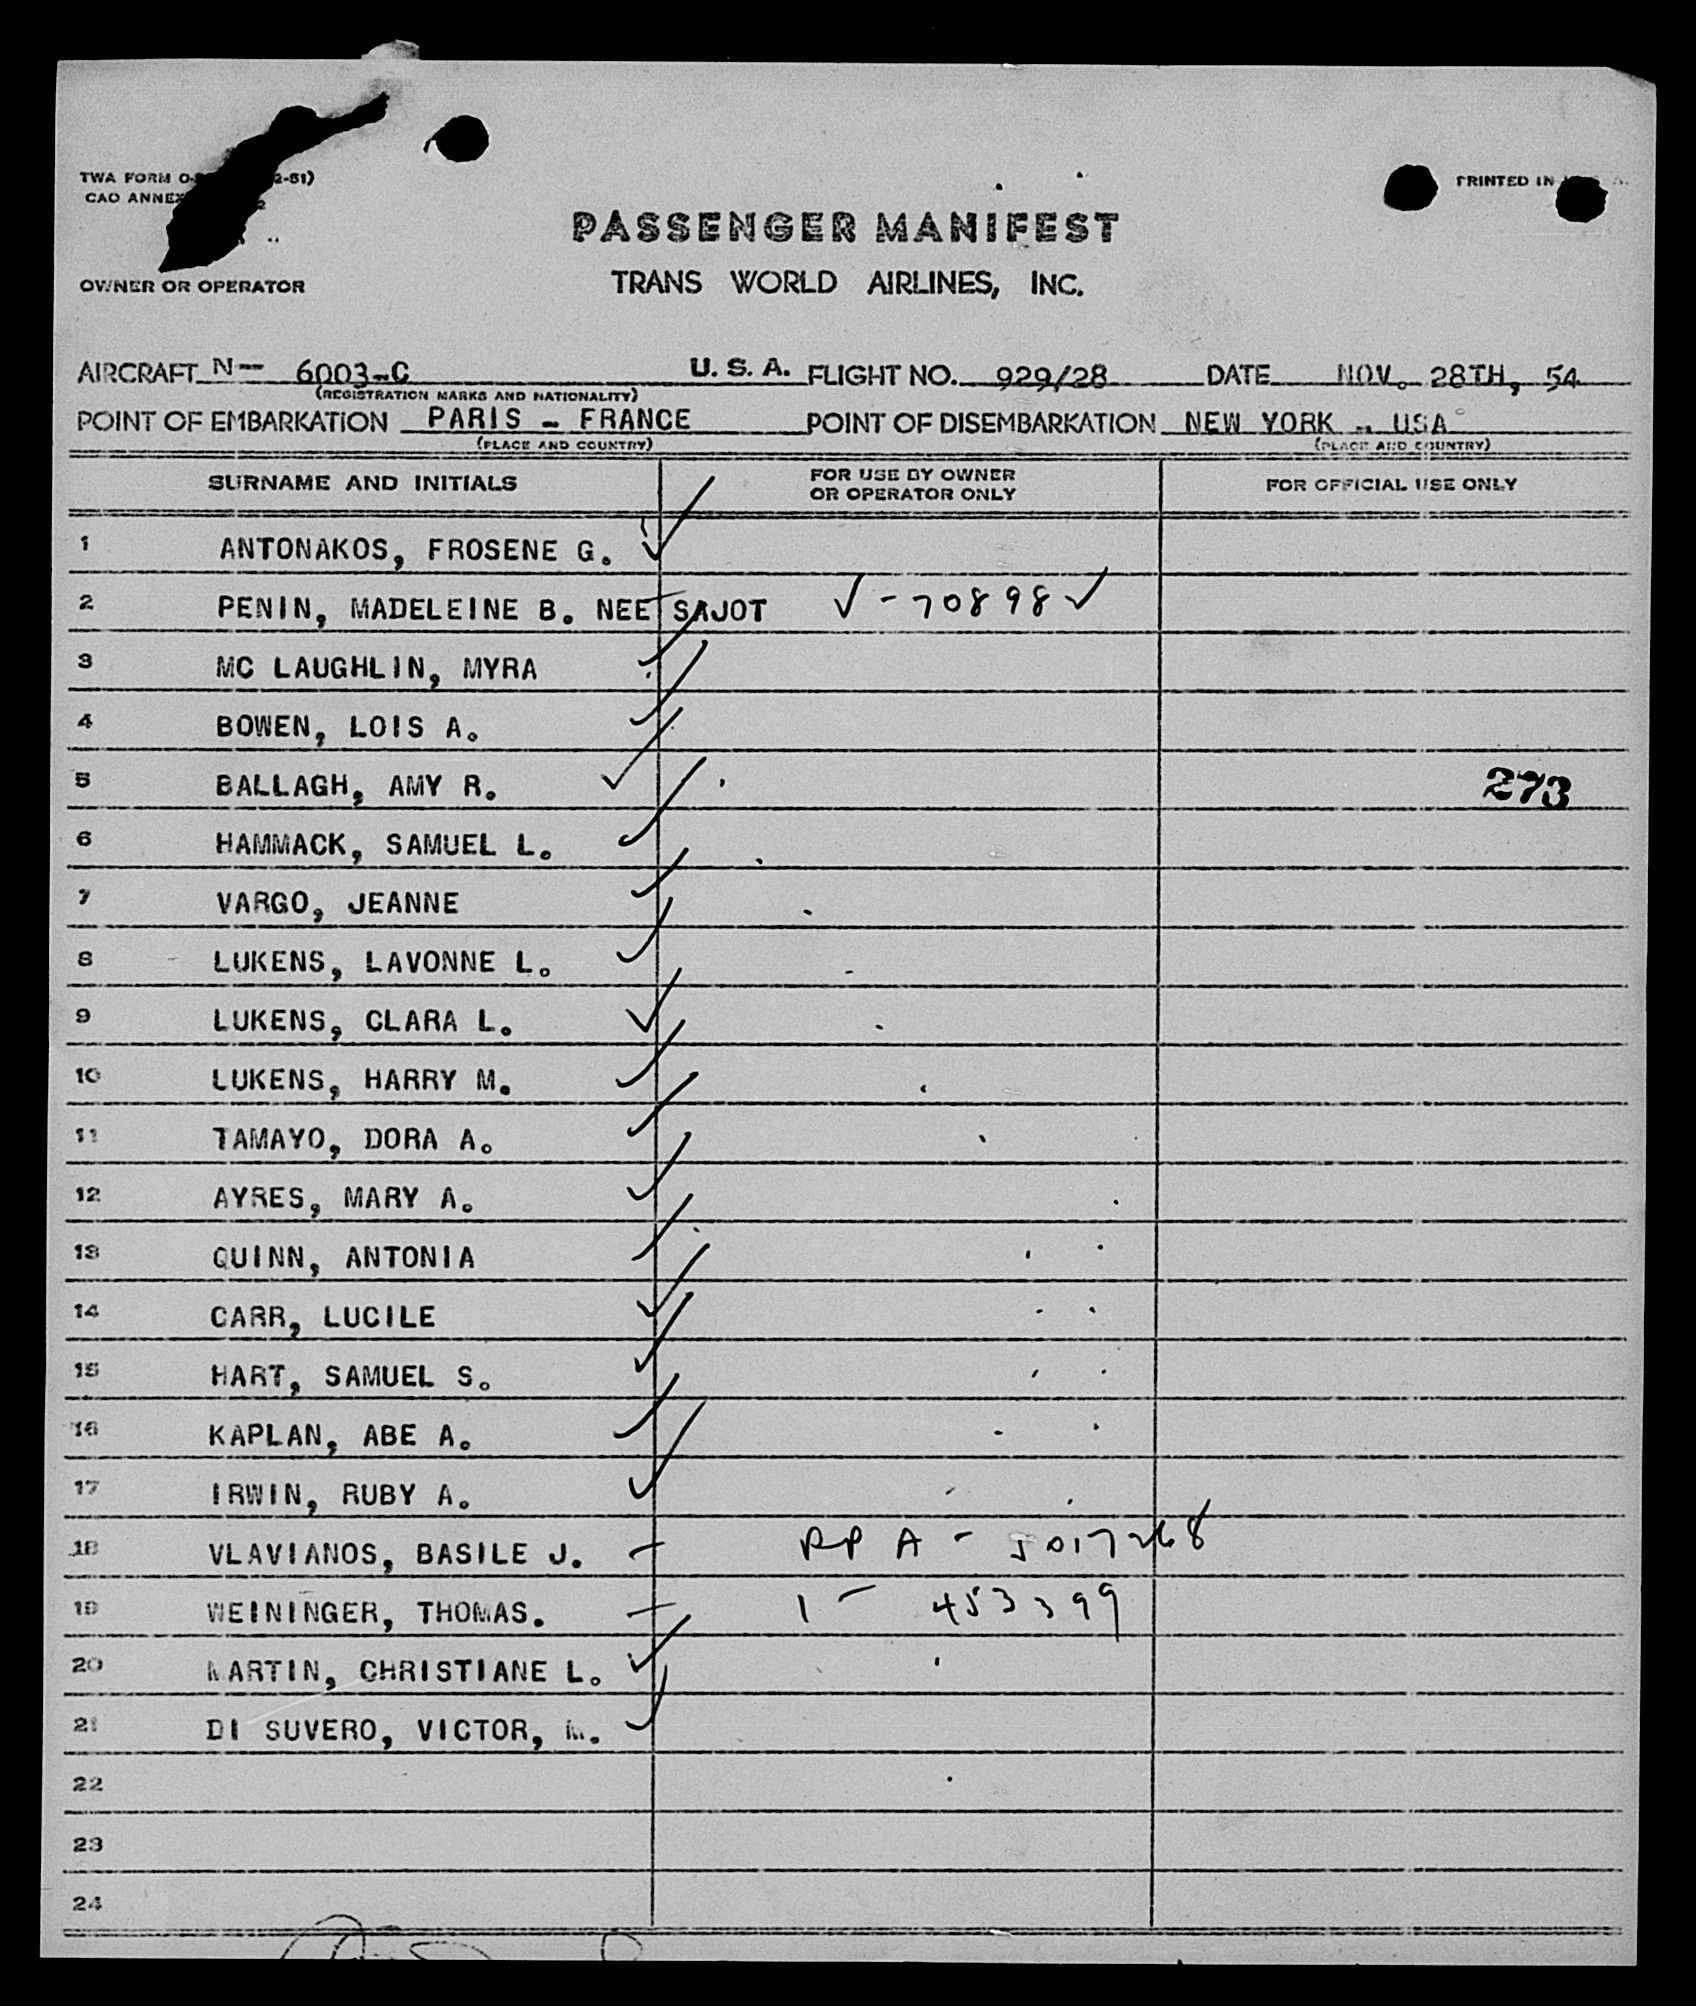 TWA FORM O- 2-51)
CAO ANNEX
PRINTED IN
PASSENGER MANIFEST
OWNER OR OPERATOR
TRANS WORLD AIRLINES, INC.
AIRCRAFT N- 6003-C U.S.A. FLIGHT NO. 929/28 DATE NOV. 28TH, 54
(REGISTRATION MARKS AND NATIONALITY)
POINT OF EMBARKATION PARIS - FRANCE POINT OF DISEMBARKATION NEW YORK - USA
(PLACE AND COUNTRY) (PLACE AND COUNTRY)
SURNAME AND INITIALS FOR USE BY OWNER OR OPERATOR ONLY FOR OFFICIAL USE ONLY
1 ANTONAKOS, FROSENE G. ✓
2 PENIN, MADELEINE B. NEE SAJOT ✓ - 70898 ✓
3 MC LAUGHLIN, MYRA ✓
4 BOWEN, LOIS A. ✓
5 BALLAGH, AMY R. ✓ 273
6 HAMMACK, SAMUEL L. ✓
7 VARGO, JEANNE ✓
8 LUKENS, LAVONNE L. ✓
9 LUKENS, CLARA L. ✓
10 LUKENS, HARRY M. ✓
11 TAMAYO, DORA A. ✓
12 AYRES, MARY A. ✓
13 QUINN, ANTONIA ✓
14 CARR, LUCILE ✓
15 HART, SAMUEL S. ✓
16 KAPLAN, ABE A. ✓
17 IRWIN, RUBY A. ✓
18 VLAVIANOS, BASILE J. RP A - 5017268
19 WEININGER, THOMAS. 1 - 453399
20 MARTIN, CHRISTIANE L. ✓
21 DI SUVERO, VICTOR, M. ✓
22
23
24